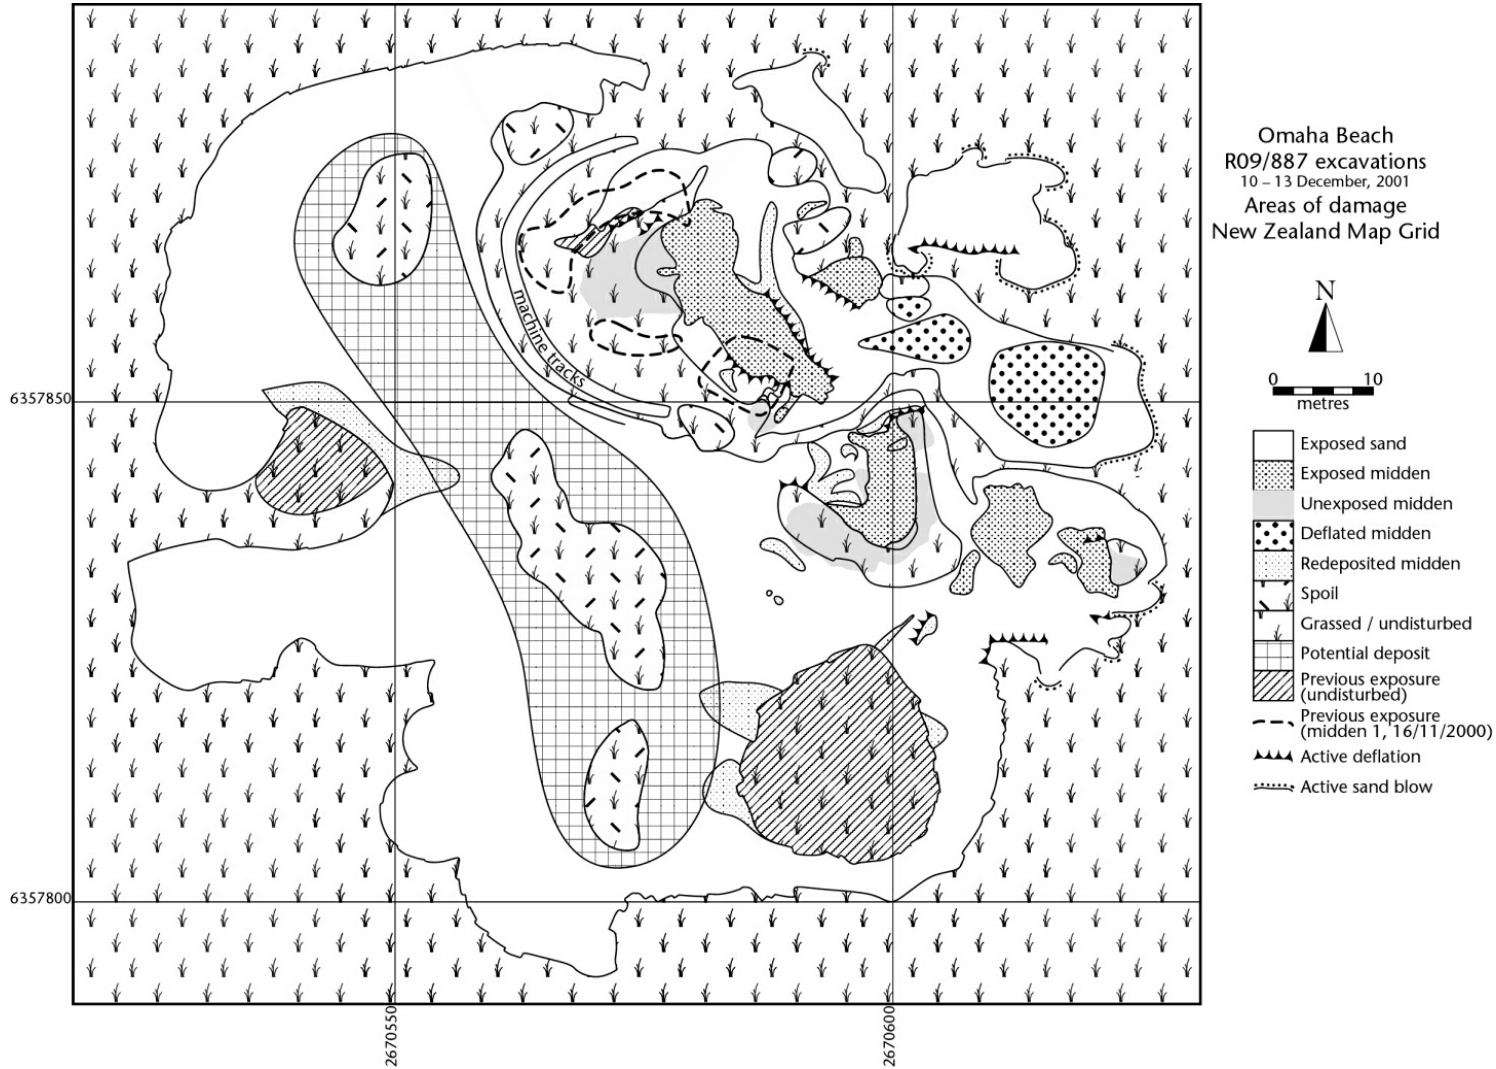 Omaha Beach
R09/887 excavations
10 – 13 December, 2001
Areas of damage
New Zealand Map Grid
N
0 10
metres
Exposed sand
Exposed midden
Unexposed midden
Deflated midden
Redeposited midden
Spoil
Grassed / undisturbed
Potential deposit
Previous exposure
(undisturbed)
Previous exposure
(midden 1, 16/11/2000)
Active deflation
Active sand blow
machine tracks
6357850
6357800
2670550
2670600